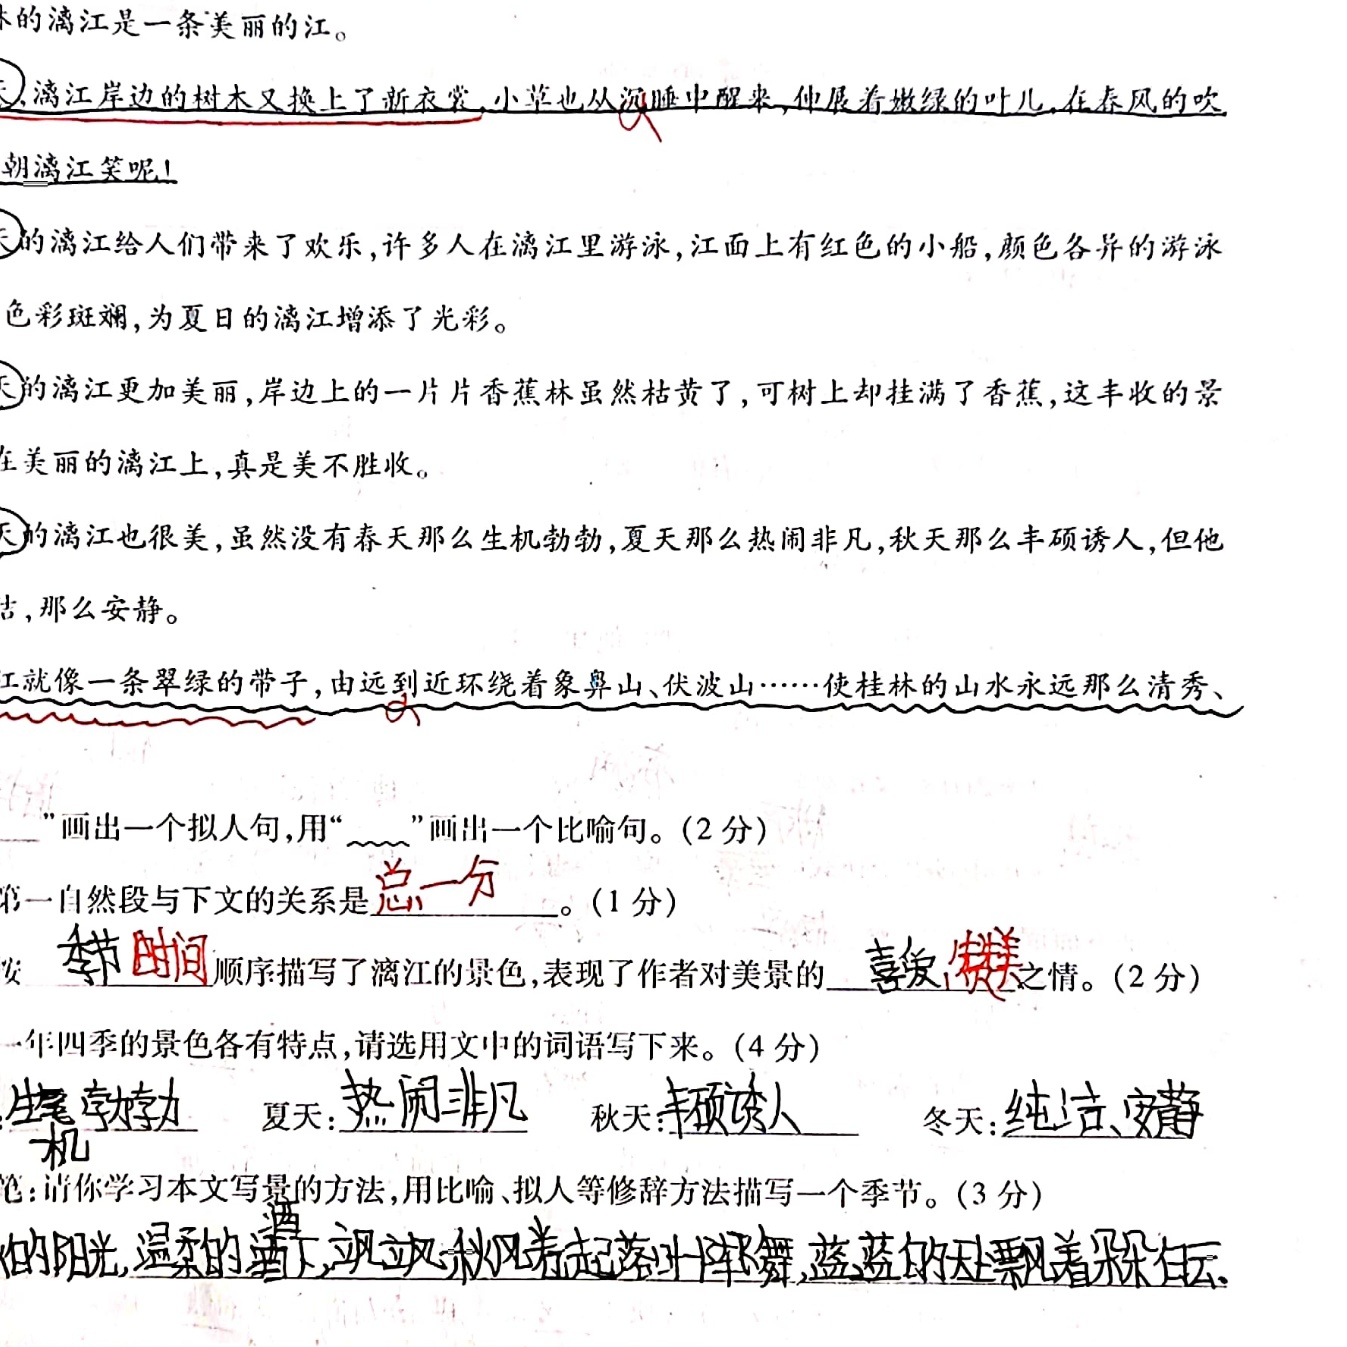 的漓江是一条美丽的江。
漓江岸边的树木又换上了新衣裳,小草也从沉睡中醒来,伸展着嫩绿的叶儿,在春风的吹
朝漓江笑呢!
天的漓江给人们带来了欢乐,许多人在漓江里游泳,江面上有红色的小船,颜色各异的游泳
色彩斑斓,为夏日的漓江增添了光彩。
天的漓江更加美丽,岸边上的一片片香蕉林虽然枯黄了,可树上却挂满了香蕉,这丰收的景
在美丽的漓江上,真是美不胜收。
天的漓江也很美,虽然没有春天那么生机勃勃,夏天那么热闹非凡,秋天那么丰硕诱人,但他
洁,那么安静。
江就像一条翠绿的带子,由远到近环绕着象鼻山、伏波山……使桂林的山水永远那么清秀、
”画出一个拟人句,用“﹏﹏”画出一个比喻句。(2 分)
第一自然段与下文的关系是总一分。(1 分)
按 季节 时间顺序描写了漓江的景色,表现了作者对美景的 喜爱,赞美之情。(2 分)
一年四季的景色各有特点,请选用文中的词语写下来。(4 分)
:生机勃勃 夏天:热闹非凡 秋天:丰硕诱人 冬天:纯洁、安静
笔:请你学习本文写景的方法,用比喻、拟人等修辞方法描写一个季节。(3 分)
的阳光,温柔的洒下,飒飒秋风卷起落叶 舞,蓝蓝的天上飘着朵朵白云、